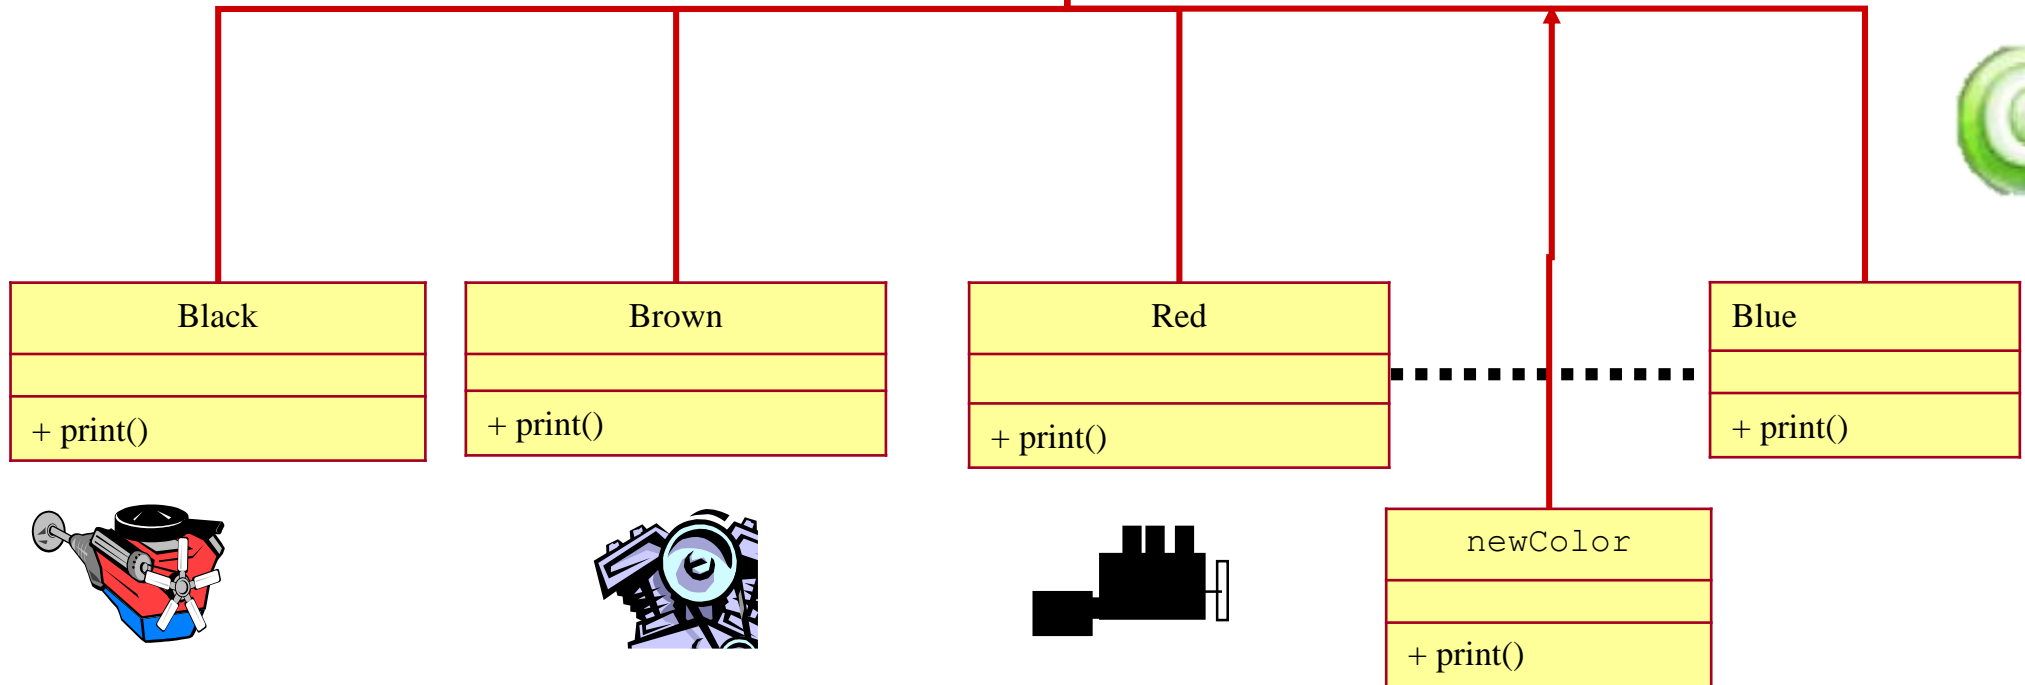 Black
+ print()
Brown
+ print()
Red
+ print()
Blue
+ print()
newColor
+ print()